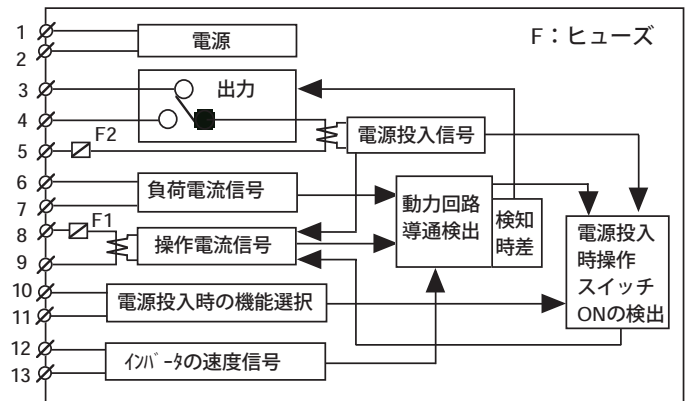 1
2
3
4
5
6
7
8
9
10
11
12
13
電源
F：ヒューズ
出力
F2
電源投入信号
負荷電流信号
F1
操作電流信号
動力回路
導通検出
検知
時差
電源投入
時操作
スイッチ
ONの検出
電源投入時の機能選択
ｲﾝﾊﾞｰﾀの速度信号